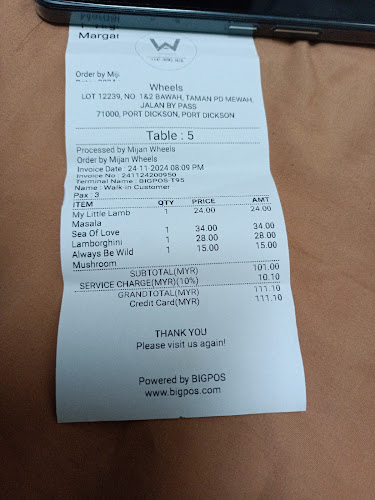 Margar
W
Order by Mij
Wheels
LOT 12239, NO. 1&2 BAWAH, TAMAN PD MEWAH,
JALAN BY PASS
71000, PORT DICKSON, PORT DICKSON
Table : 5
Processed by Mijan Wheels
Order by Mijan Wheels
Invoice Date : 24-11-2024 08:09 PM
Invoice No : 241124200950
Terminal Name : BIGPOS T95
Name : Walk in Customer
Pax : 3
ITEM QTY PRICE AMT
My Little Lamb 1 24.00 24.00
Masala
Sea Of Love 1 34.00 34.00
Lamborghini 1 28.00 28.00
Always Be Wild 1 15.00 15.00
Mushroom
SUBTOTAL(MYR) 101.00
SERVICE CHARGE(MYR)(10%) 10.10
GRANDTOTAL(MYR) 111.10
Credit Card(MYR) 111.10
THANK YOU
Please visit us again!
Powered by BIGPOS
www.bigpos.com